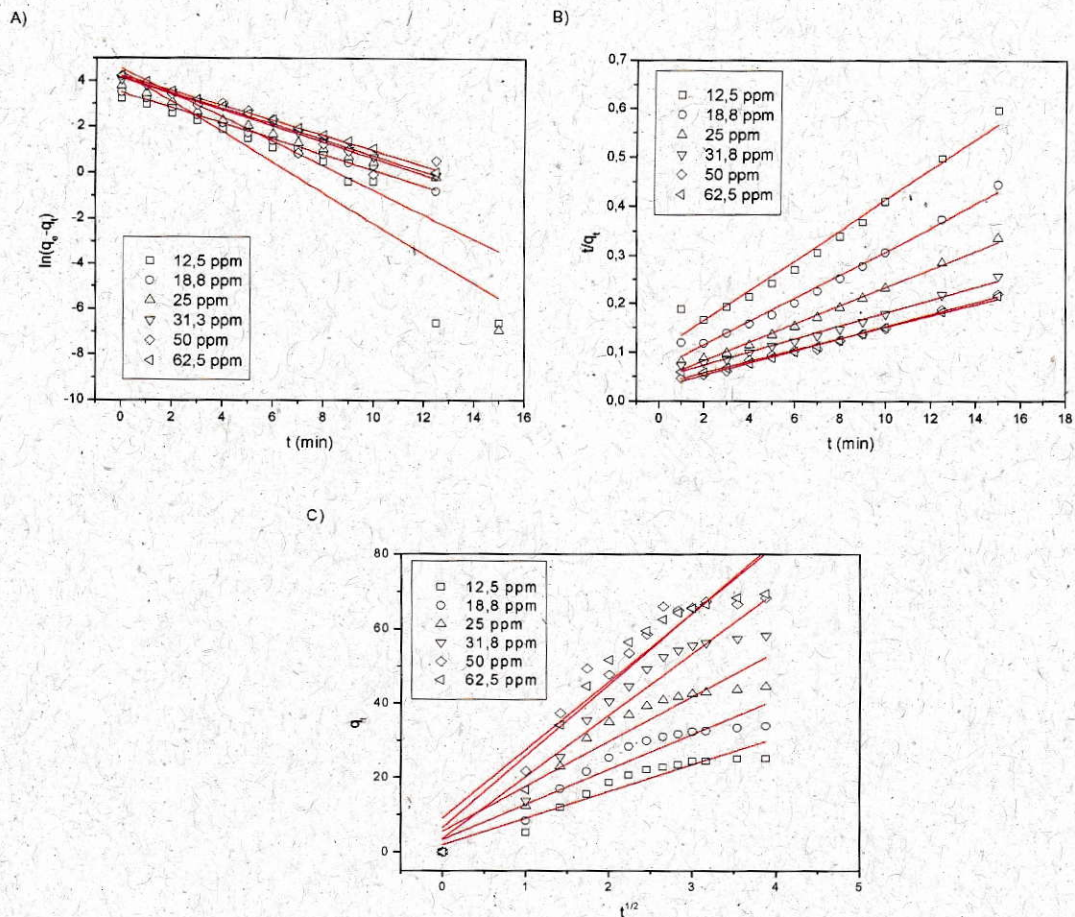 A)
4
2
0
-2
-4
-6
-8
-10
ln(qe-qt)
12,5 ppm
18,8 ppm
25 ppm
31,3 ppm
50 ppm
62,5 ppm
0 2 4 6 8 10 12 14 16
t (min)
B)
0,7
0,6
0,5
0,4
0,3
0,2
0,1
0,0
t/qt
12,5 ppm
18,8 ppm
25 ppm
31,8 ppm
50 ppm
62,5 ppm
0 2 4 6 8 10 12 14 16 18
t (min)
C)
80
60
40
20
0
12,5 ppm
18,8 ppm
25 ppm
31,8 ppm
50 ppm
62,5 ppm
0 1 2 3 4 5
t1/2